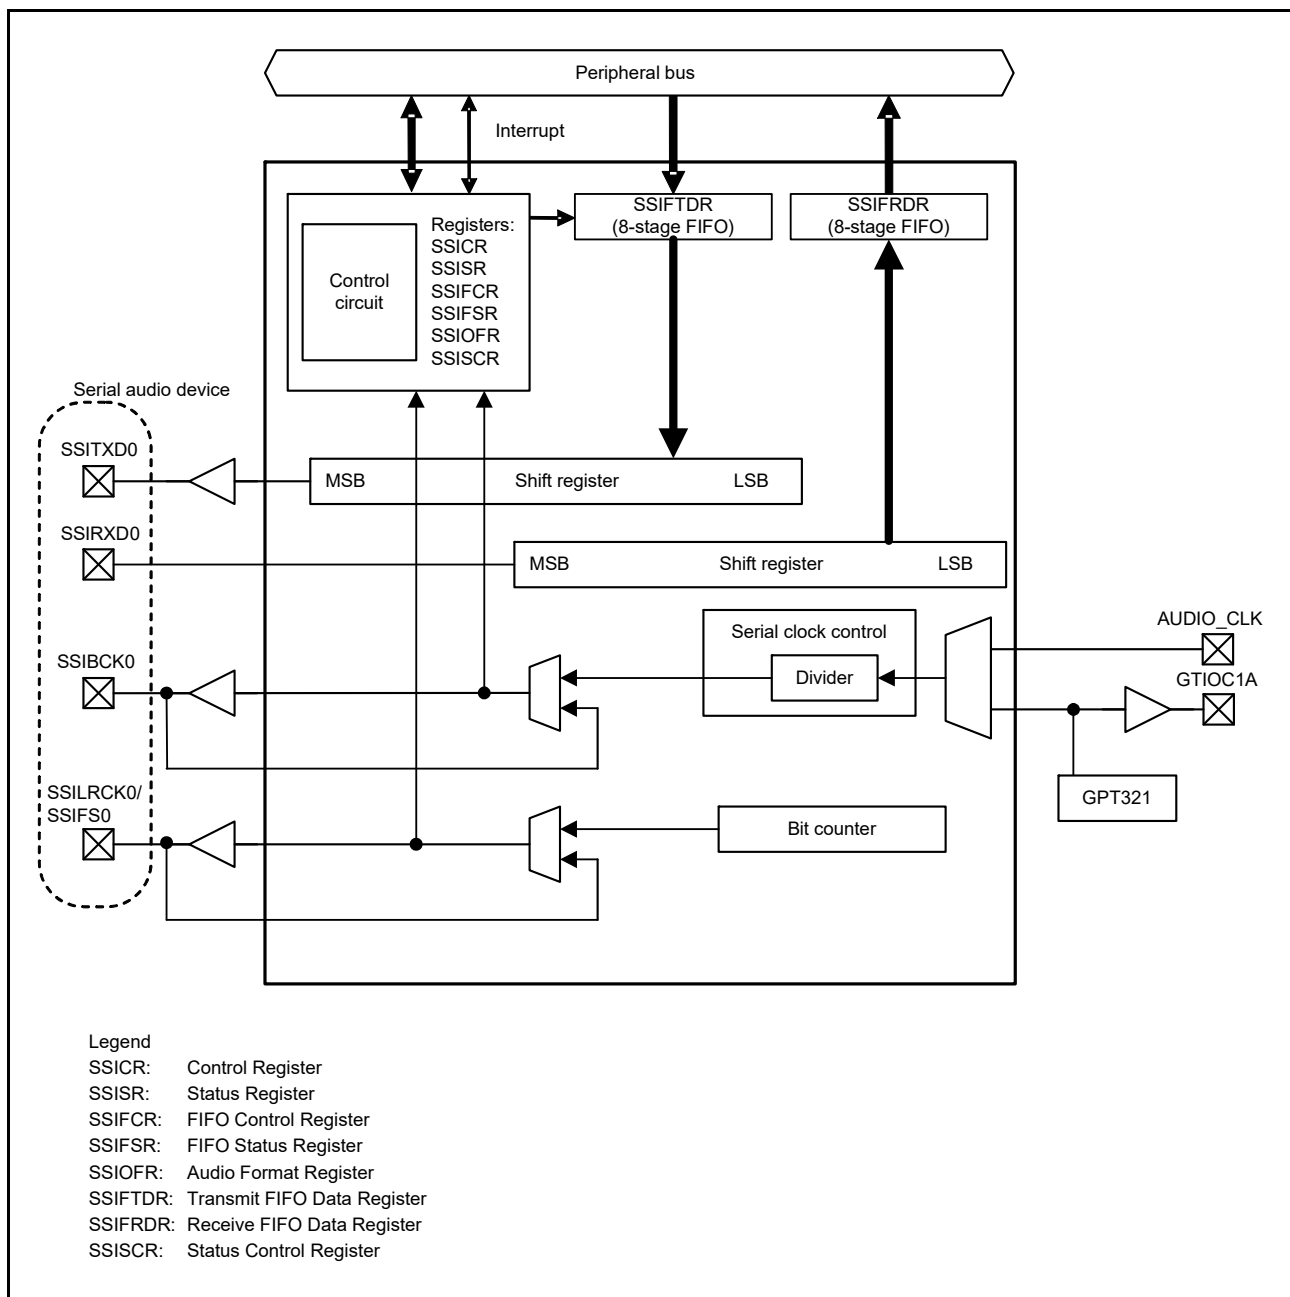 Peripheral bus
Interrupt
SSIFTDR
(8-stage FIFO)
SSIFRDR
(8-stage FIFO)
Control
circuit
Registers:
SSICR
SSISR
SSIFCR
SSIFSR
SSIOFR
SSISCR
Serial audio device
SSITXD0
MSB Shift register LSB
SSIRXD0
MSB Shift register LSB
SSIBCK0
Serial clock control
Divider
AUDIO_CLK
GTIOC1A
GPT321
SSILRCK0/
SSIFS0
Bit counter
Legend
SSICR: Control Register
SSISR: Status Register
SSIFCR: FIFO Control Register
SSIFSR: FIFO Status Register
SSIOFR: Audio Format Register
SSIFTDR: Transmit FIFO Data Register
SSIFRDR: Receive FIFO Data Register
SSISCR: Status Control Register